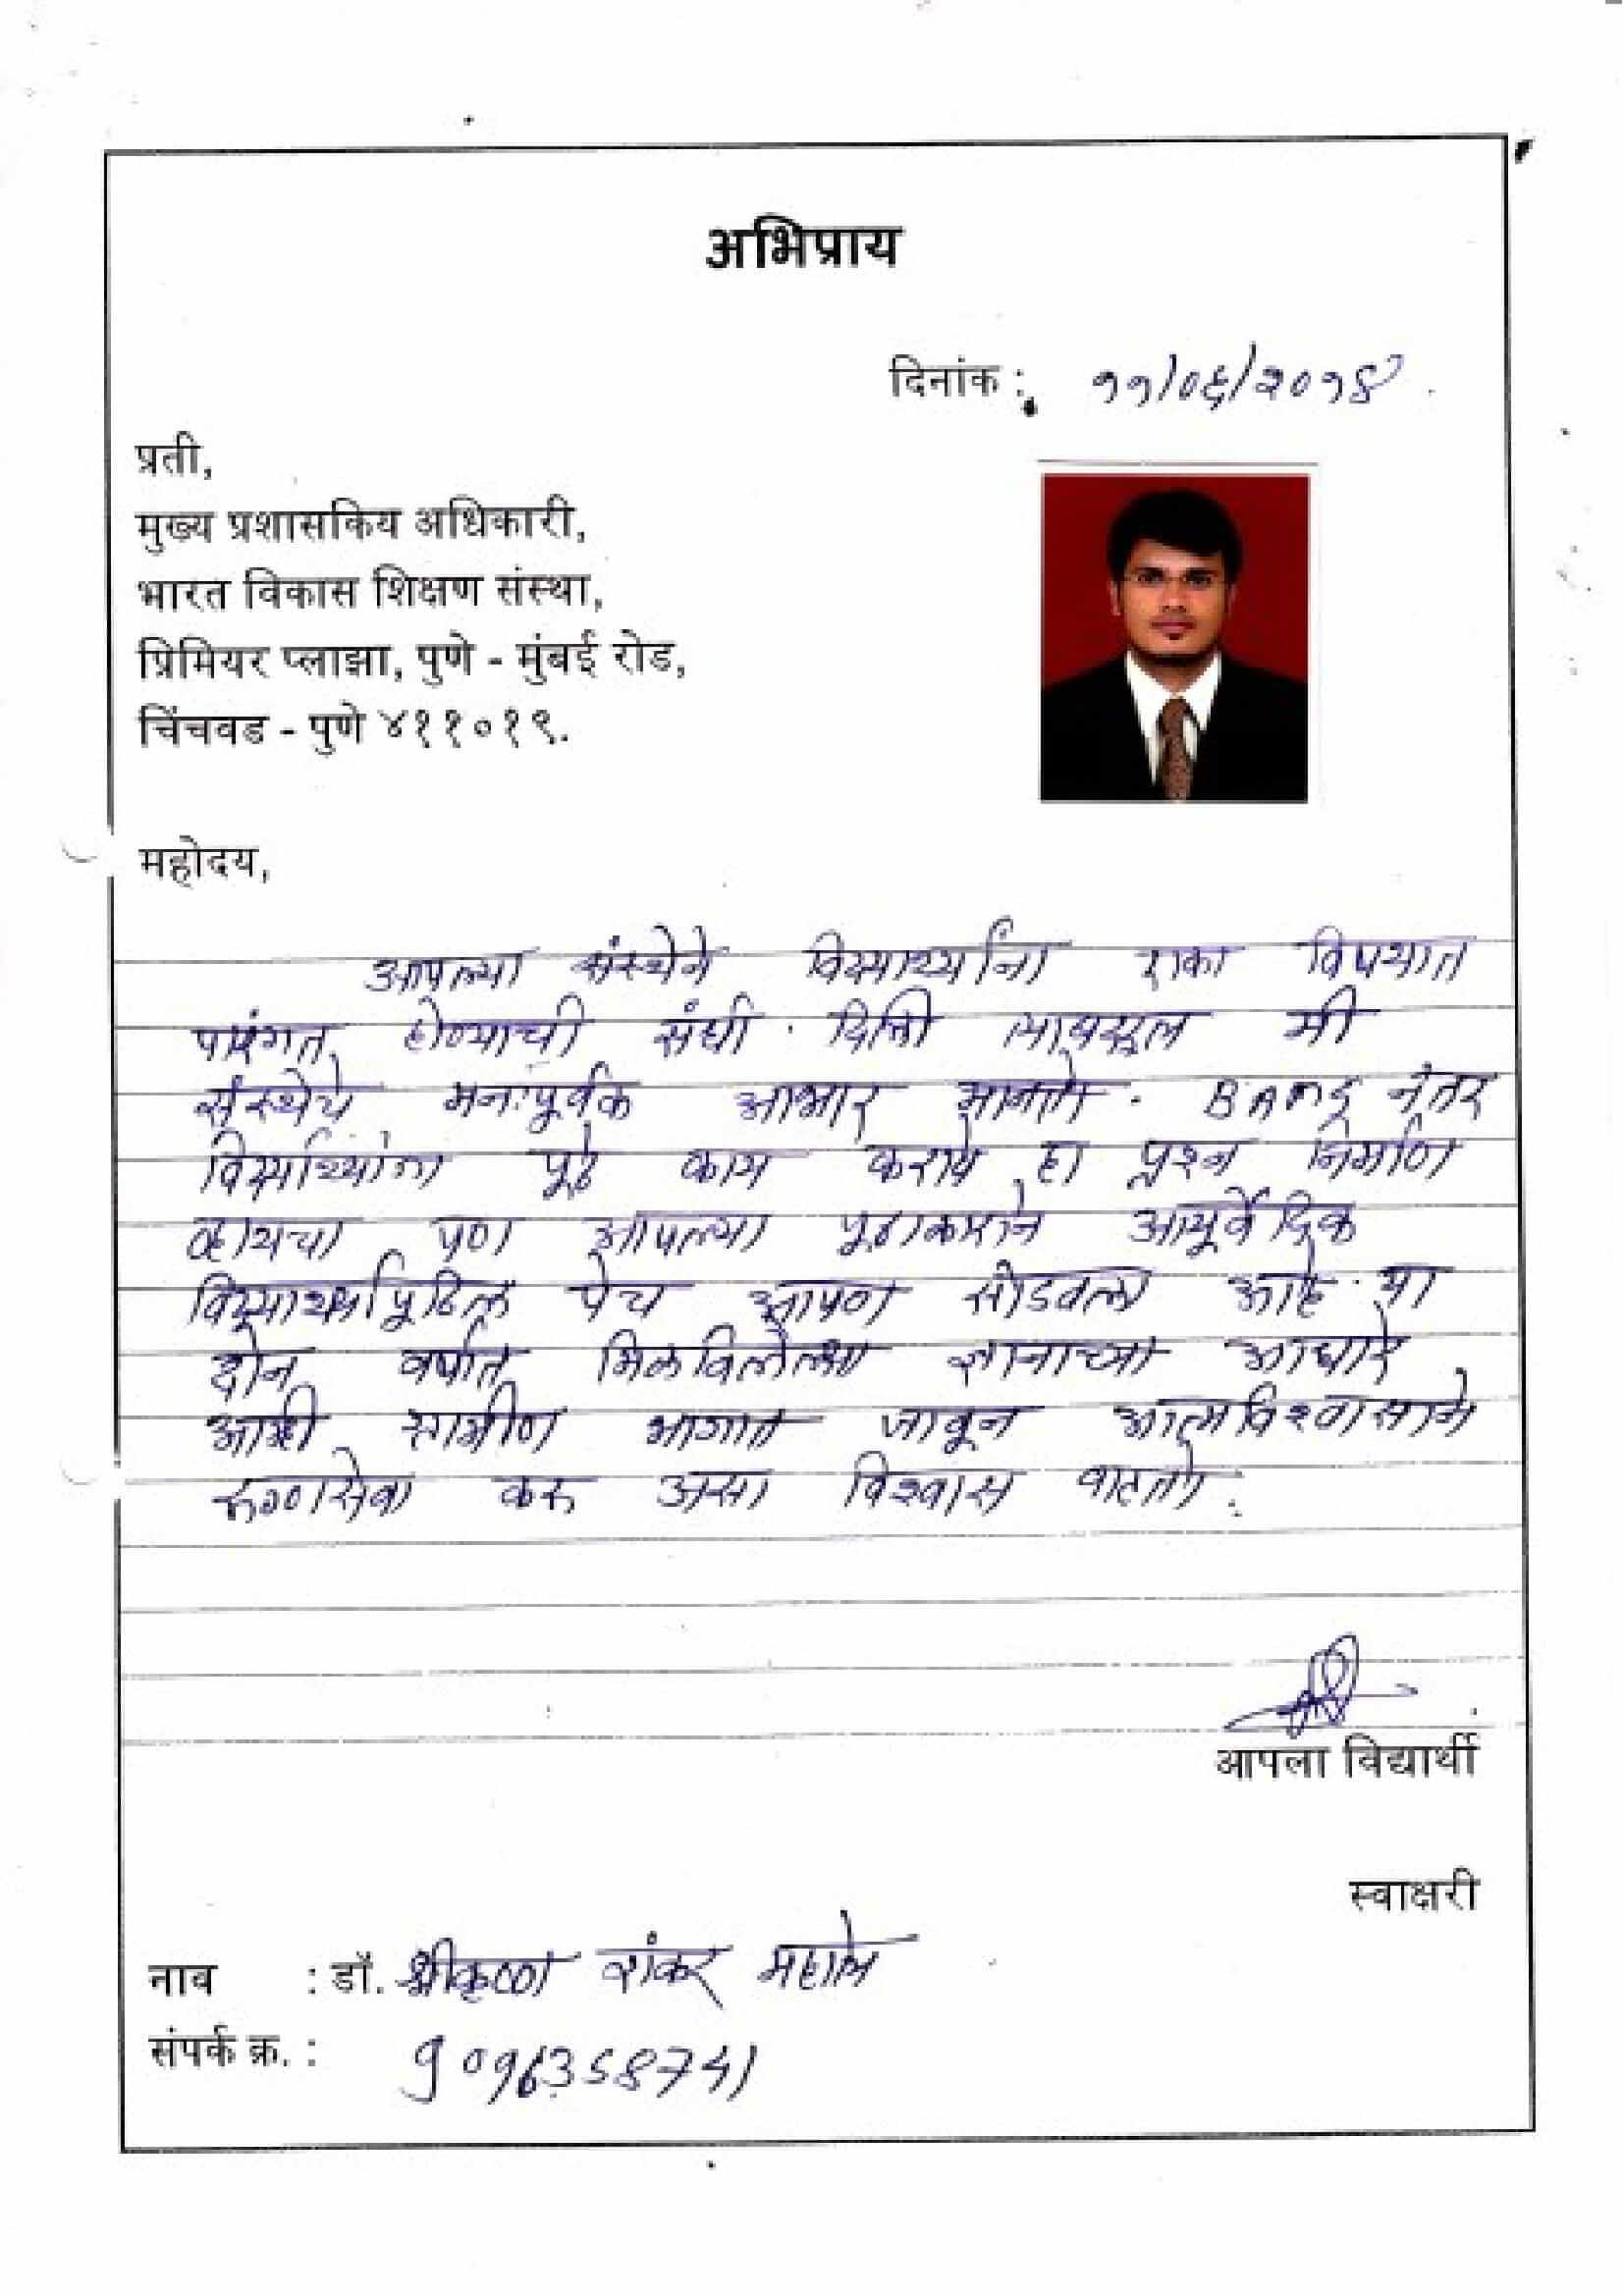 अभिप्राय
दिनांक : ११/०६/२०१४
प्रती,
मुख्य प्रशासकिय अधिकारी,
भारत विकास शिक्षण संस्था,
प्रिमियर प्लाझा, पुणे - मुंबई रोड,
चिंचवड - पुणे ४११०१९.
महोदय,
आपल्या संस्थेने विद्यार्थ्यांना एका विषयात
पारंगत होण्याची संधी दिली त्याबद्दल मी
संस्थेचे मनःपूर्वक आभार मानतो. BAMS नंतर
विद्यार्थ्यांना पूढे काय करावे हा प्रश्न निर्माण
व्हायचा पण आपल्या पूढाकाराने आयूर्वेदिक
विद्यार्थ्यांपूढिल पेच आपण सोडवला आहे. या
दोन वर्षात मिळविलेल्या ज्ञानाच्या आधारे
आम्ही ग्रामीण भागात जावून आत्मविश्वासाने
रुग्णसेवा करू असा विश्वास वाटतो.
आपला विद्यार्थी
स्वाक्षरी
नाव : डॉ. श्रीकृष्ण शंकर महाले
संपर्क क्र. : 9096358741